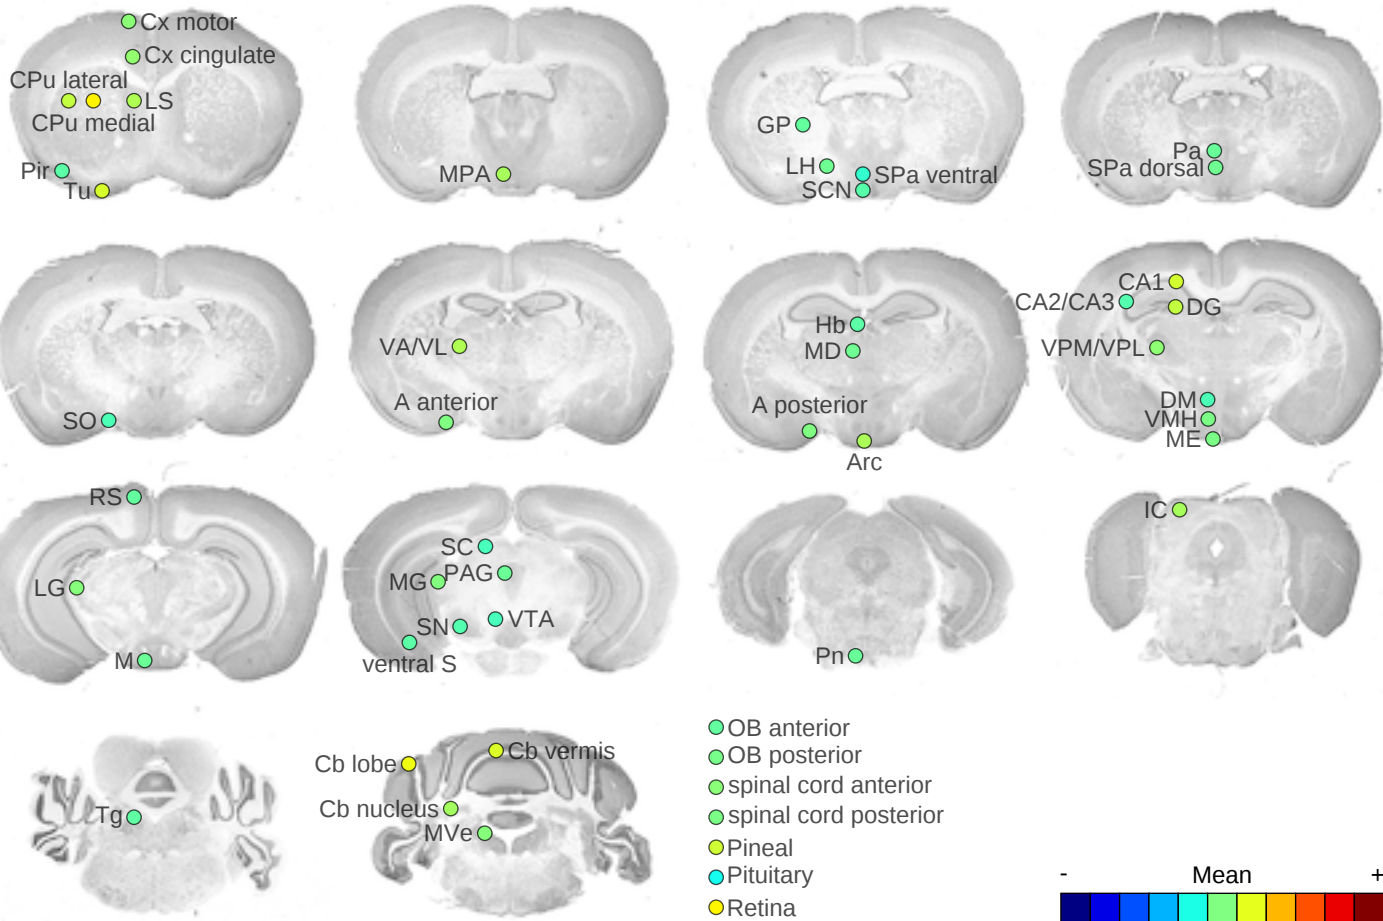 Cx motor
Cx cingulate
CPu lateral
LS
CPu medial
Pir
Tu
MPA
GP
LH
SPa ventral
SCN
Pa
SPa dorsal
SO
VA/VL
A anterior
Hb
MD
A posterior
Arc
CA1
CA2/CA3
DG
VPM/VPL
DM
VMH
ME
RS
LG
M
SC
MG
PAG
SN
VTA
ventral S
Pn
IC
Tg
Cb lobe
Cb vermis
Cb nucleus
MVe
OB anterior
OB posterior
spinal cord anterior
spinal cord posterior
Pineal
Pituitary
Retina
- Mean +